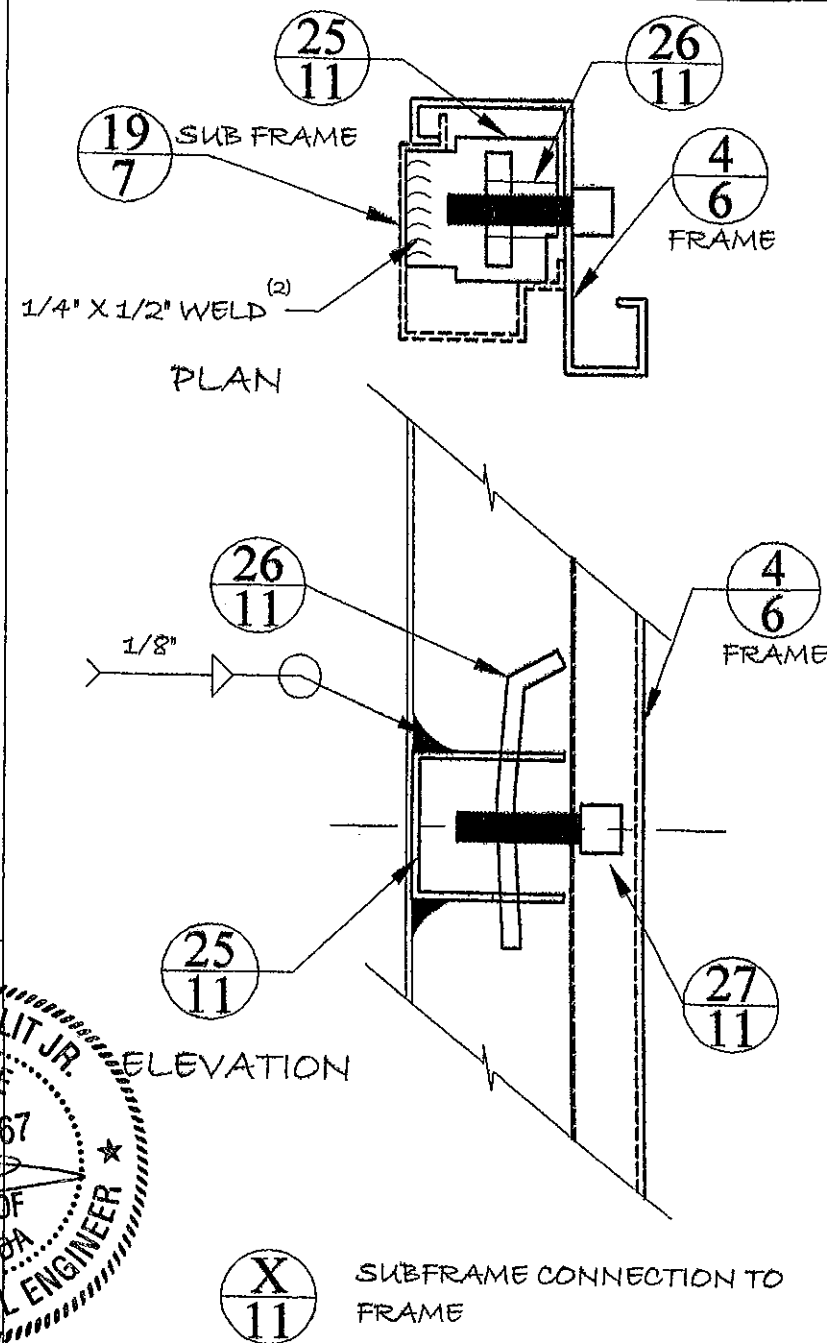 25
11
26
11
19
7
SUB FRAME
4
6
FRAME
1/4" X 1/2" WELD (2)
PLAN
26
11
4
6
FRAME
1/8"
25
11
27
11
ELEVATION
LIT JR.
67
OF
DA
L ENGINEER ★
X
11
SUBFRAME CONNECTION TO
FRAME